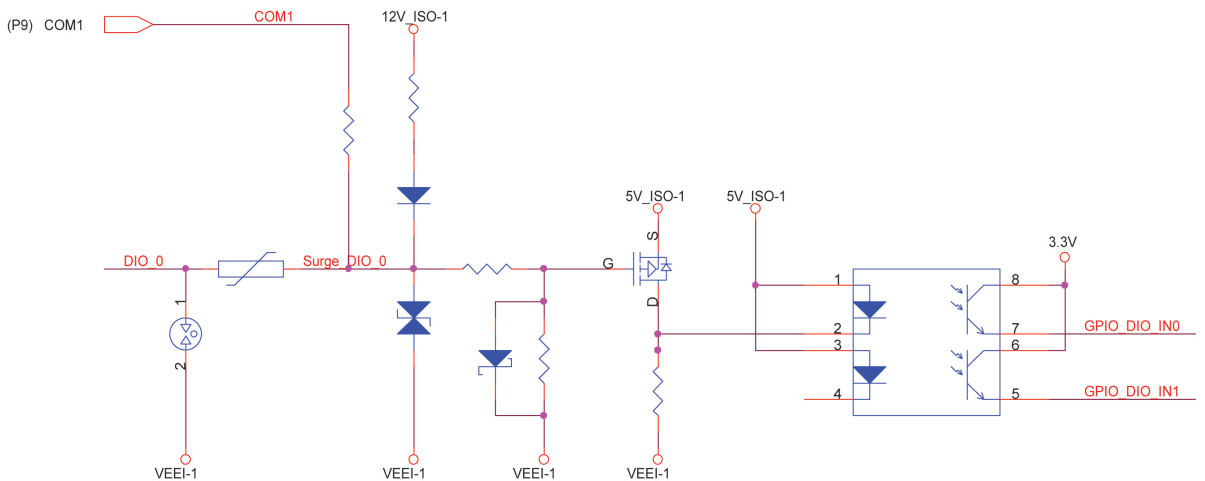 (P9) COM1
COM1
12V_ISO-1
5V_ISO-1
5V_ISO-1
3.3V
DIO_0
Surge_DIO_0
G
S
D
1
2
1
2
3
4
8
7
6
5
GPIO_DIO_IN0
GPIO_DIO_IN1
VEEI-1
VEEI-1
VEEI-1
VEEI-1